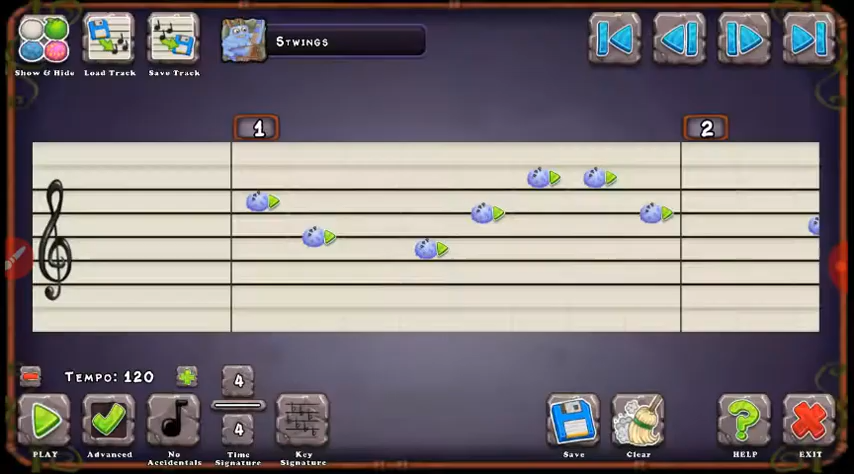 Stwings
Show & Hide
Load Track
Save Track
1
2
Tempo: 120
4
4
PLAY
Advanced
No
Accidentals
Time
Signature
Key
Signature
Save
Clear
HELP
EXIT